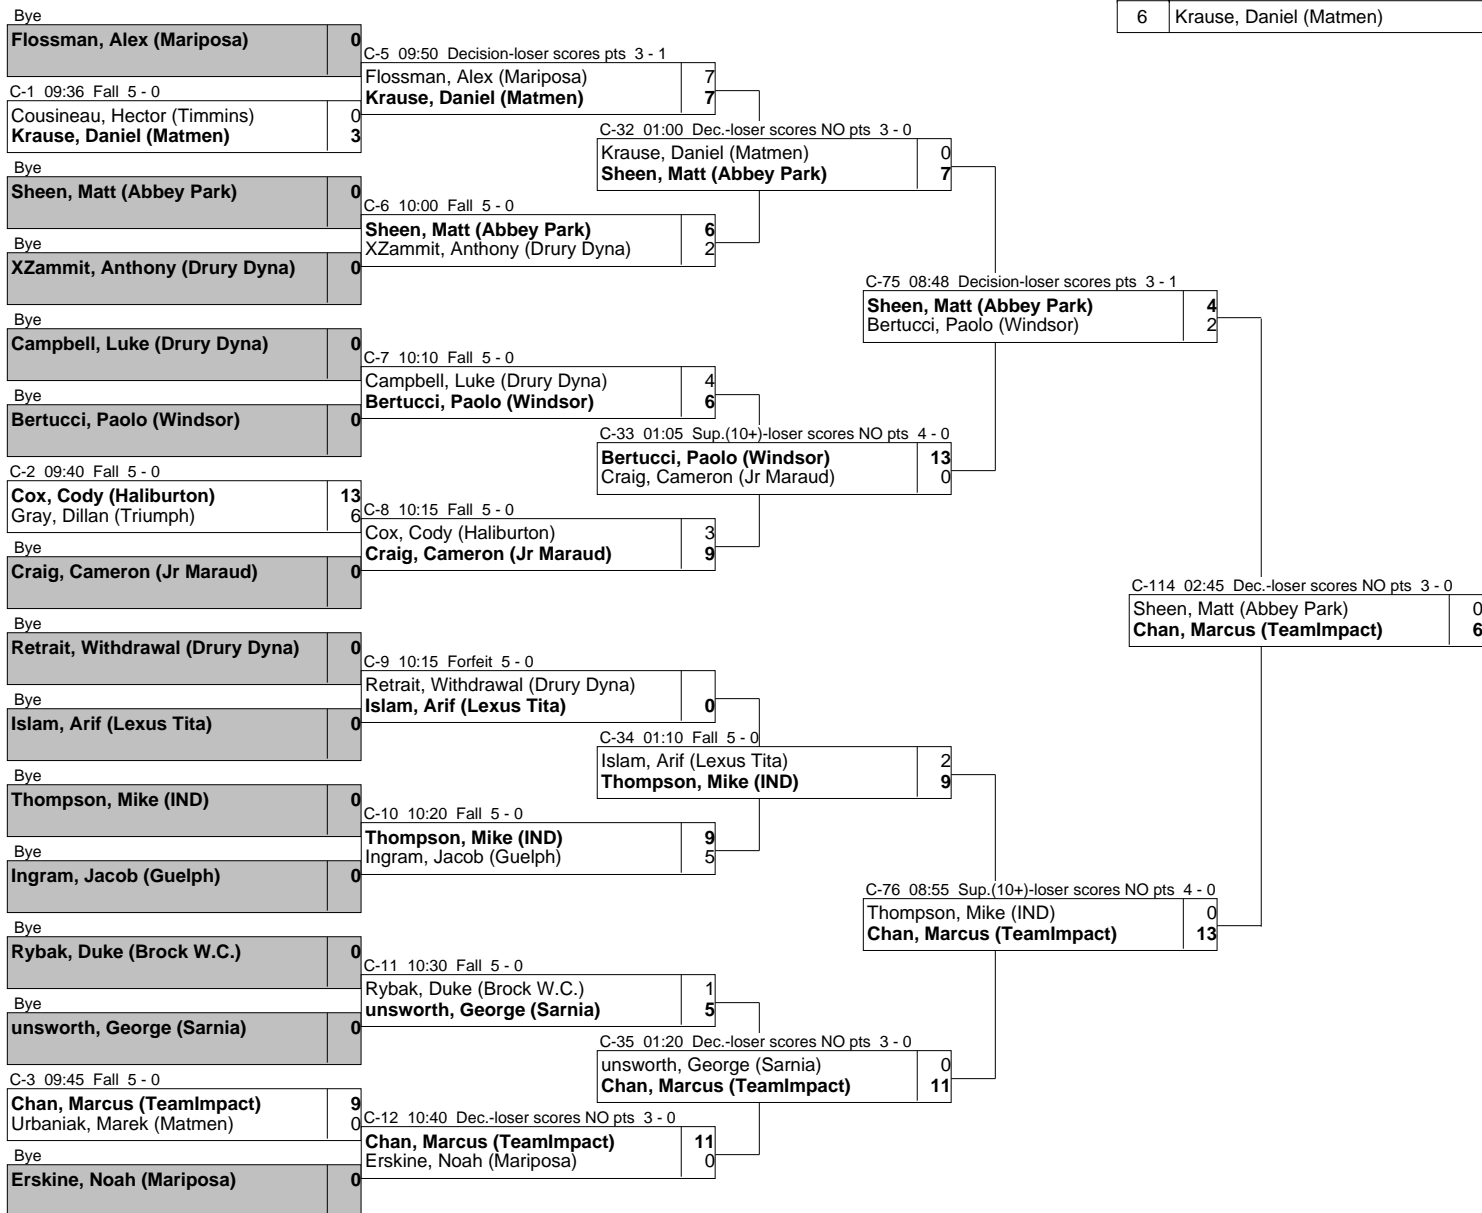 6 Krause, Daniel (Matmen)
Bye
Flossman, Alex (Mariposa) 0
C-1 09:36 Fall 5 - 0
Cousineau, Hector (Timmins) 0
Krause, Daniel (Matmen) 3
Bye
Sheen, Matt (Abbey Park) 0
Bye
XZammit, Anthony (Drury Dyna) 0
Bye
Campbell, Luke (Drury Dyna) 0
Bye
Bertucci, Paolo (Windsor) 0
C-2 09:40 Fall 5 - 0
Cox, Cody (Haliburton) 13
Gray, Dillan (Triumph) 6
Bye
Craig, Cameron (Jr Maraud) 0
Bye
Retrait, Withdrawal (Drury Dyna) 0
Bye
Islam, Arif (Lexus Tita) 0
Bye
Thompson, Mike (IND) 0
Bye
Ingram, Jacob (Guelph) 0
Bye
Rybak, Duke (Brock W.C.) 0
Bye
unsworth, George (Sarnia) 0
C-3 09:45 Fall 5 - 0
Chan, Marcus (TeamImpact) 9
Urbaniak, Marek (Matmen) 0
Bye
Erskine, Noah (Mariposa) 0
C-5 09:50 Decision-loser scores pts 3 - 1
Flossman, Alex (Mariposa) 7
Krause, Daniel (Matmen) 7
C-6 10:00 Fall 5 - 0
Sheen, Matt (Abbey Park) 6
XZammit, Anthony (Drury Dyna) 2
C-7 10:10 Fall 5 - 0
Campbell, Luke (Drury Dyna) 4
Bertucci, Paolo (Windsor) 6
C-8 10:15 Fall 5 - 0
Cox, Cody (Haliburton) 3
Craig, Cameron (Jr Maraud) 9
C-9 10:15 Forfeit 5 - 0
Retrait, Withdrawal (Drury Dyna)
Islam, Arif (Lexus Tita) 0
C-10 10:20 Fall 5 - 0
Thompson, Mike (IND) 9
Ingram, Jacob (Guelph) 5
C-11 10:30 Fall 5 - 0
Rybak, Duke (Brock W.C.) 1
unsworth, George (Sarnia) 5
C-12 10:40 Dec.-loser scores NO pts 3 - 0
Chan, Marcus (TeamImpact) 11
Erskine, Noah (Mariposa) 0
C-32 01:00 Dec.-loser scores NO pts 3 - 0
Krause, Daniel (Matmen) 0
Sheen, Matt (Abbey Park) 7
C-33 01:05 Sup.(10+)-loser scores NO pts 4 - 0
Bertucci, Paolo (Windsor) 13
Craig, Cameron (Jr Maraud) 0
C-34 01:10 Fall 5 - 0
Islam, Arif (Lexus Tita) 2
Thompson, Mike (IND) 9
C-35 01:20 Dec.-loser scores NO pts 3 - 0
unsworth, George (Sarnia) 0
Chan, Marcus (TeamImpact) 11
C-75 08:48 Decision-loser scores pts 3 - 1
Sheen, Matt (Abbey Park) 4
Bertucci, Paolo (Windsor) 2
C-76 08:55 Sup.(10+)-loser scores NO pts 4 - 0
Thompson, Mike (IND) 0
Chan, Marcus (TeamImpact) 13
C-114 02:45 Dec.-loser scores NO pts 3 - 0
Sheen, Matt (Abbey Park) 0
Chan, Marcus (TeamImpact) 6